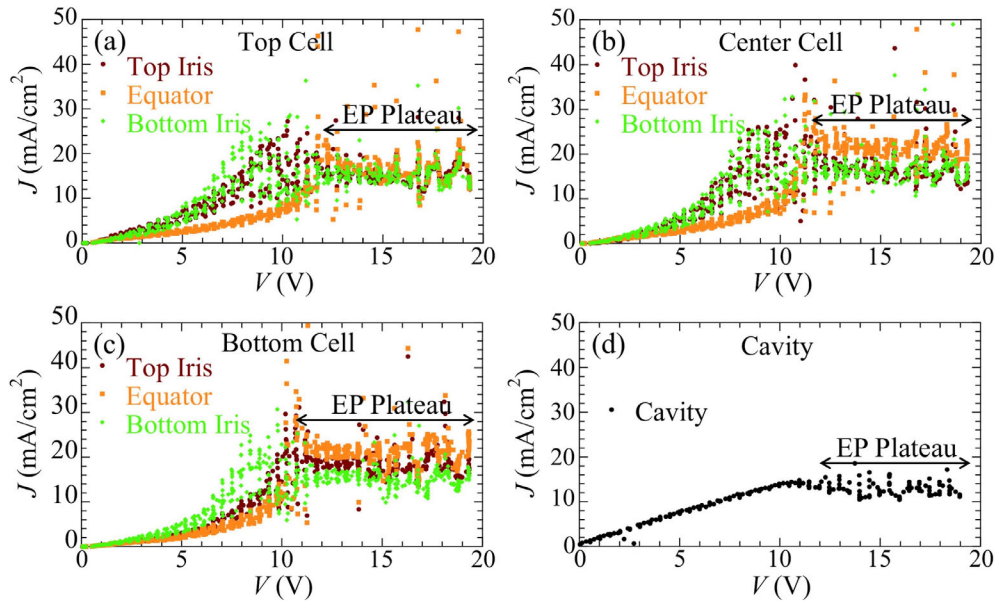 (a) Top Cell
Top Iris
Equator
Bottom Iris
EP Plateau
J (mA/cm²)
50
40
30
20
10
0
0 5 10 15 20
V (V)
(b) Center Cell
Top Iris
Equator
Bottom Iris
EP Plateau
J (mA/cm²)
50
40
30
20
10
0
0 5 10 15 20
V (V)
(c) Bottom Cell
Top Iris
Equator
Bottom Iris
EP Plateau
J (mA/cm²)
50
40
30
20
10
0
0 5 10 15 20
V (V)
(d) Cavity
Cavity
EP Plateau
J (mA/cm²)
50
40
30
20
10
0
0 5 10 15 20
V (V)